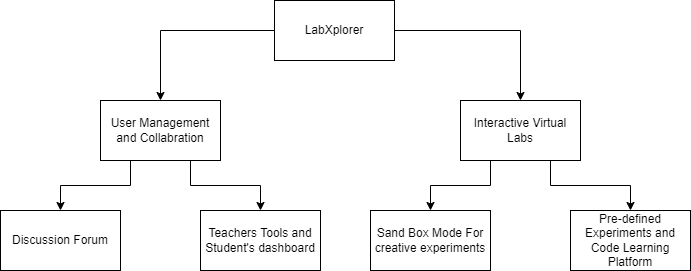 LabXplorer
User Management
and Collabration
Interactive Virtual
Labs
Discussion Forum
Teachers Tools and
Student's dashboard
Sand Box Mode For
creative experiments
Pre-defined
Experiments and
Code Learning
Platform